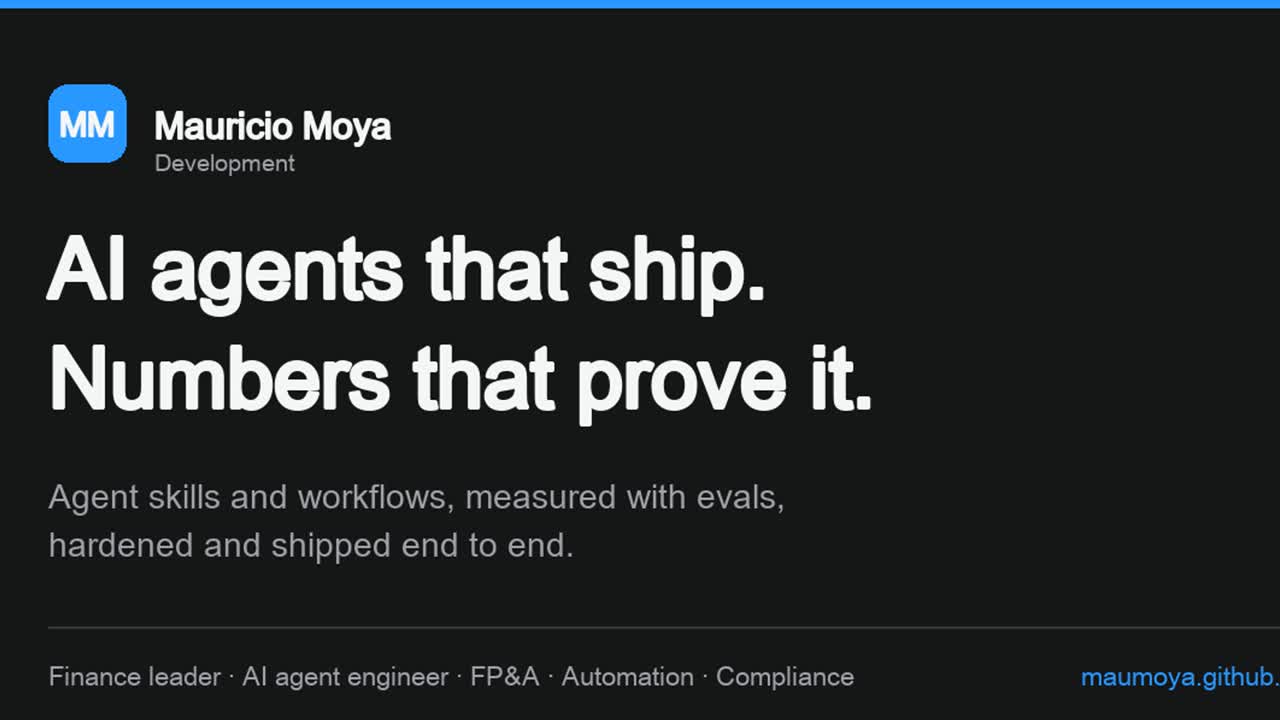 MM
Mauricio Moya
Development
AI agents that ship.
Numbers that prove it.
Agent skills and workflows, measured with evals,
hardened and shipped end to end.
Finance leader · AI agent engineer · FP&A · Automation · Compliance
maumoya.github.